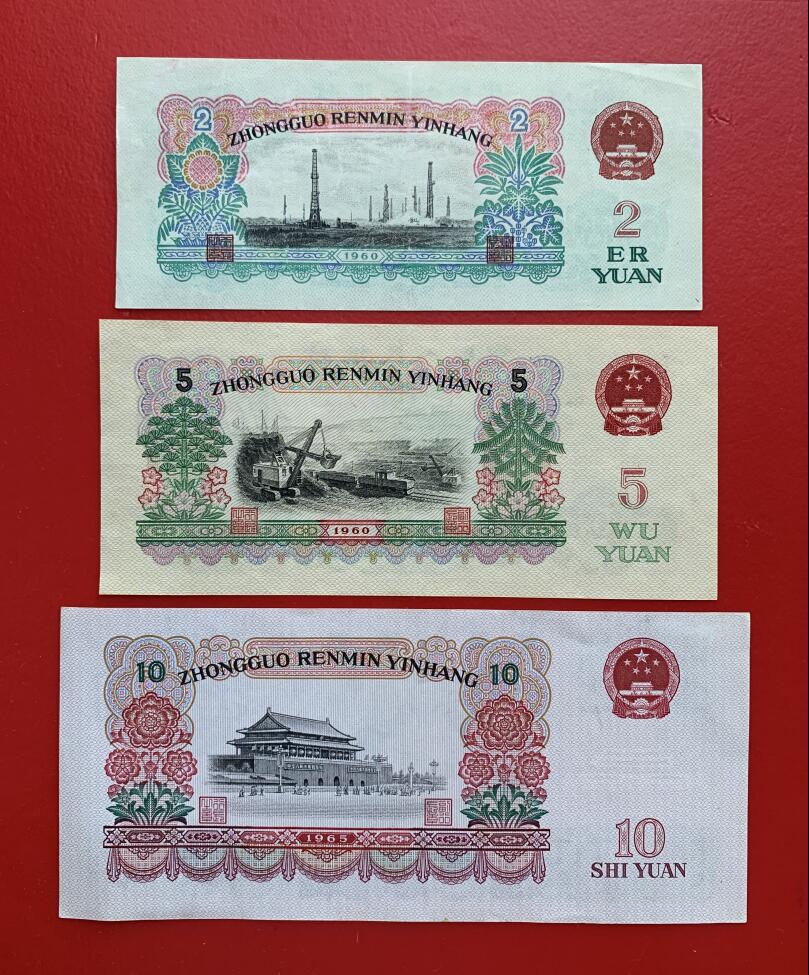 2 ZHONGGUO RENMIN YINHANG 2
1960
2
ER
YUAN
5 ZHONGGUO RENMIN YINHANG 5
1960
5
WU
YUAN
10 ZHONGGUO RENMIN YINHANG 10
1965
10
SHI YUAN